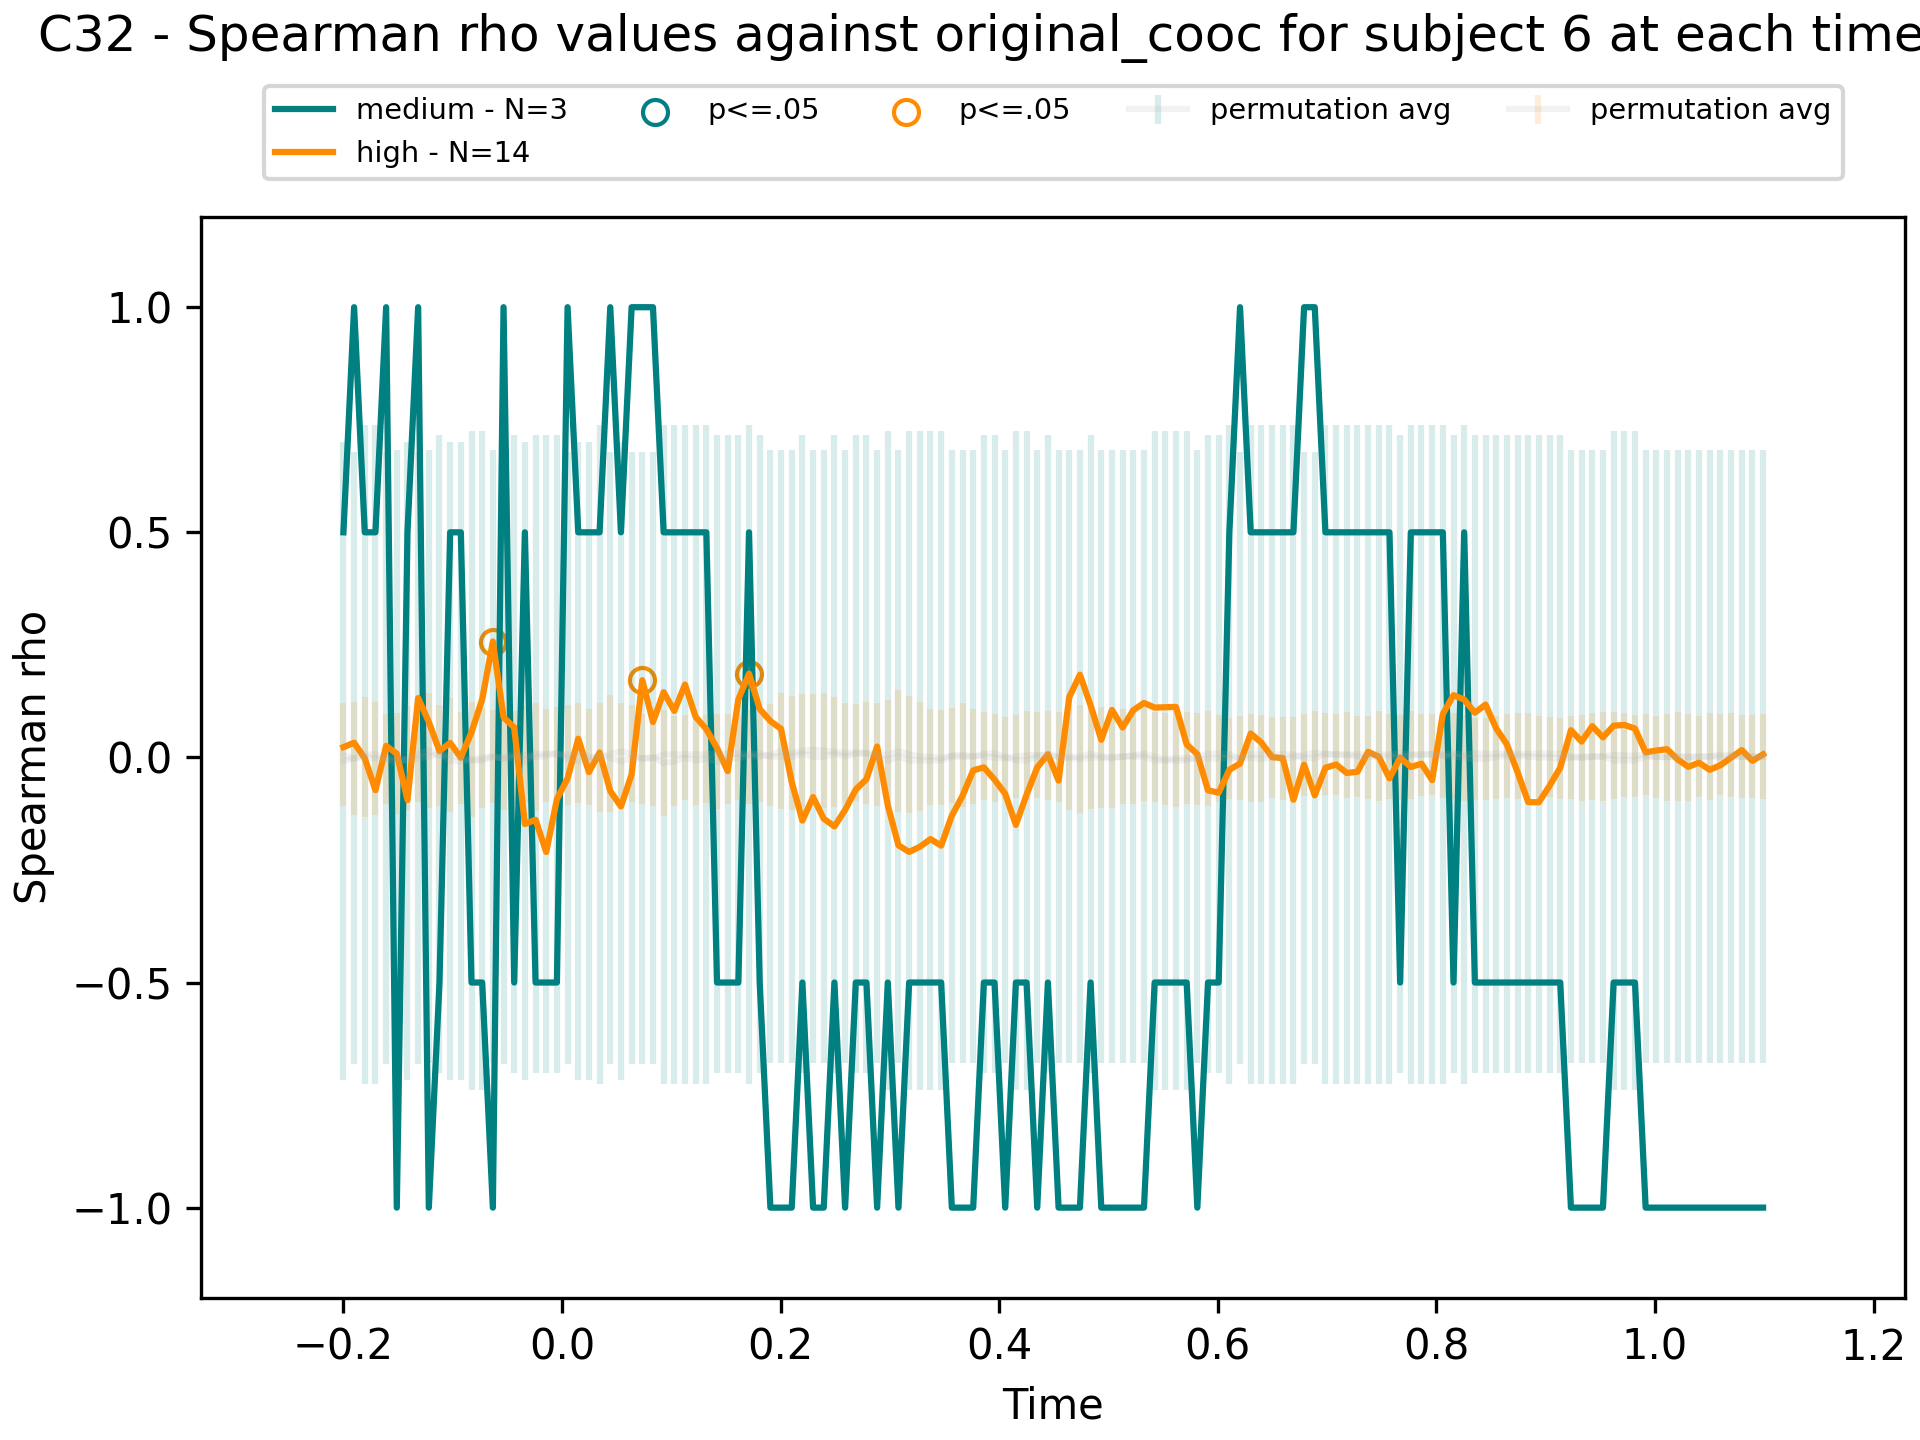 C32 - Spearman rho values against original_cooc for subject 6 at each time
medium - N=3
high - N=14
p<=.05
p<=.05
permutation avg
permutation avg
Spearman rho
1.0
0.5
0.0
−0.5
−1.0
−0.2 0.0 0.2 0.4 0.6 0.8 1.0 1.2
Time